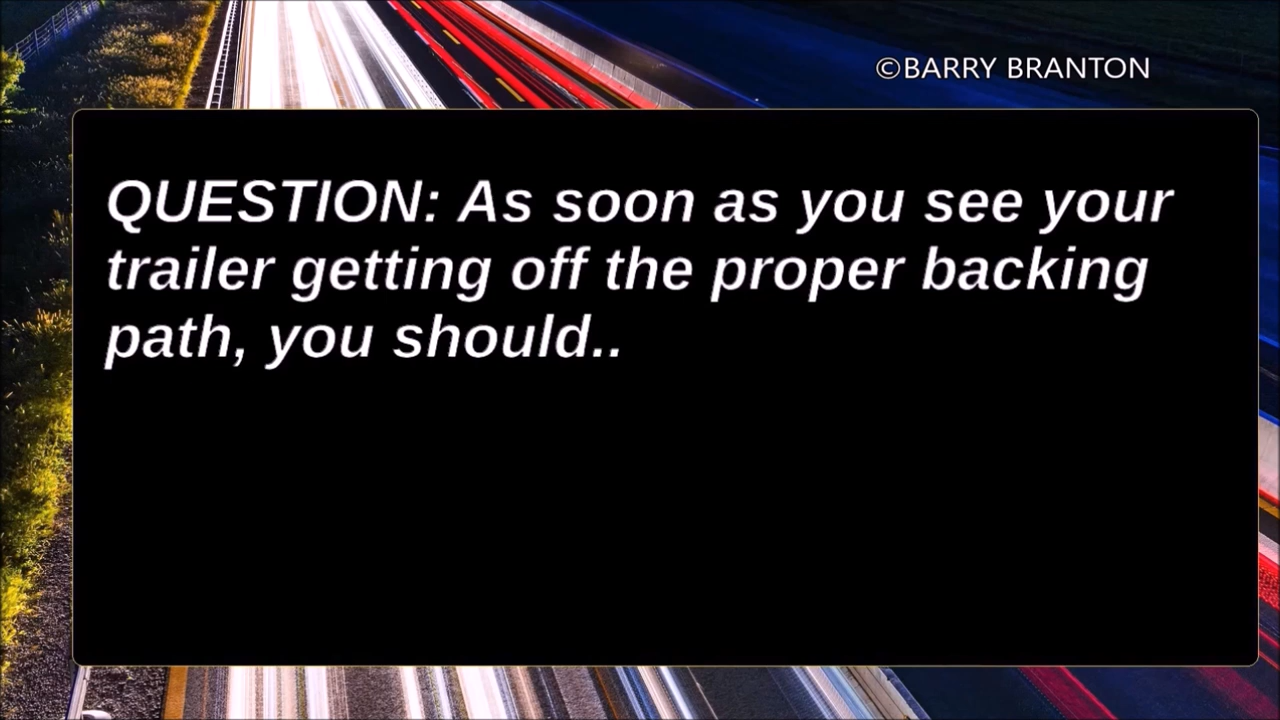 ©BARRY BRANTON
QUESTION: As soon as you see your
trailer getting off the proper backing
path, you should..